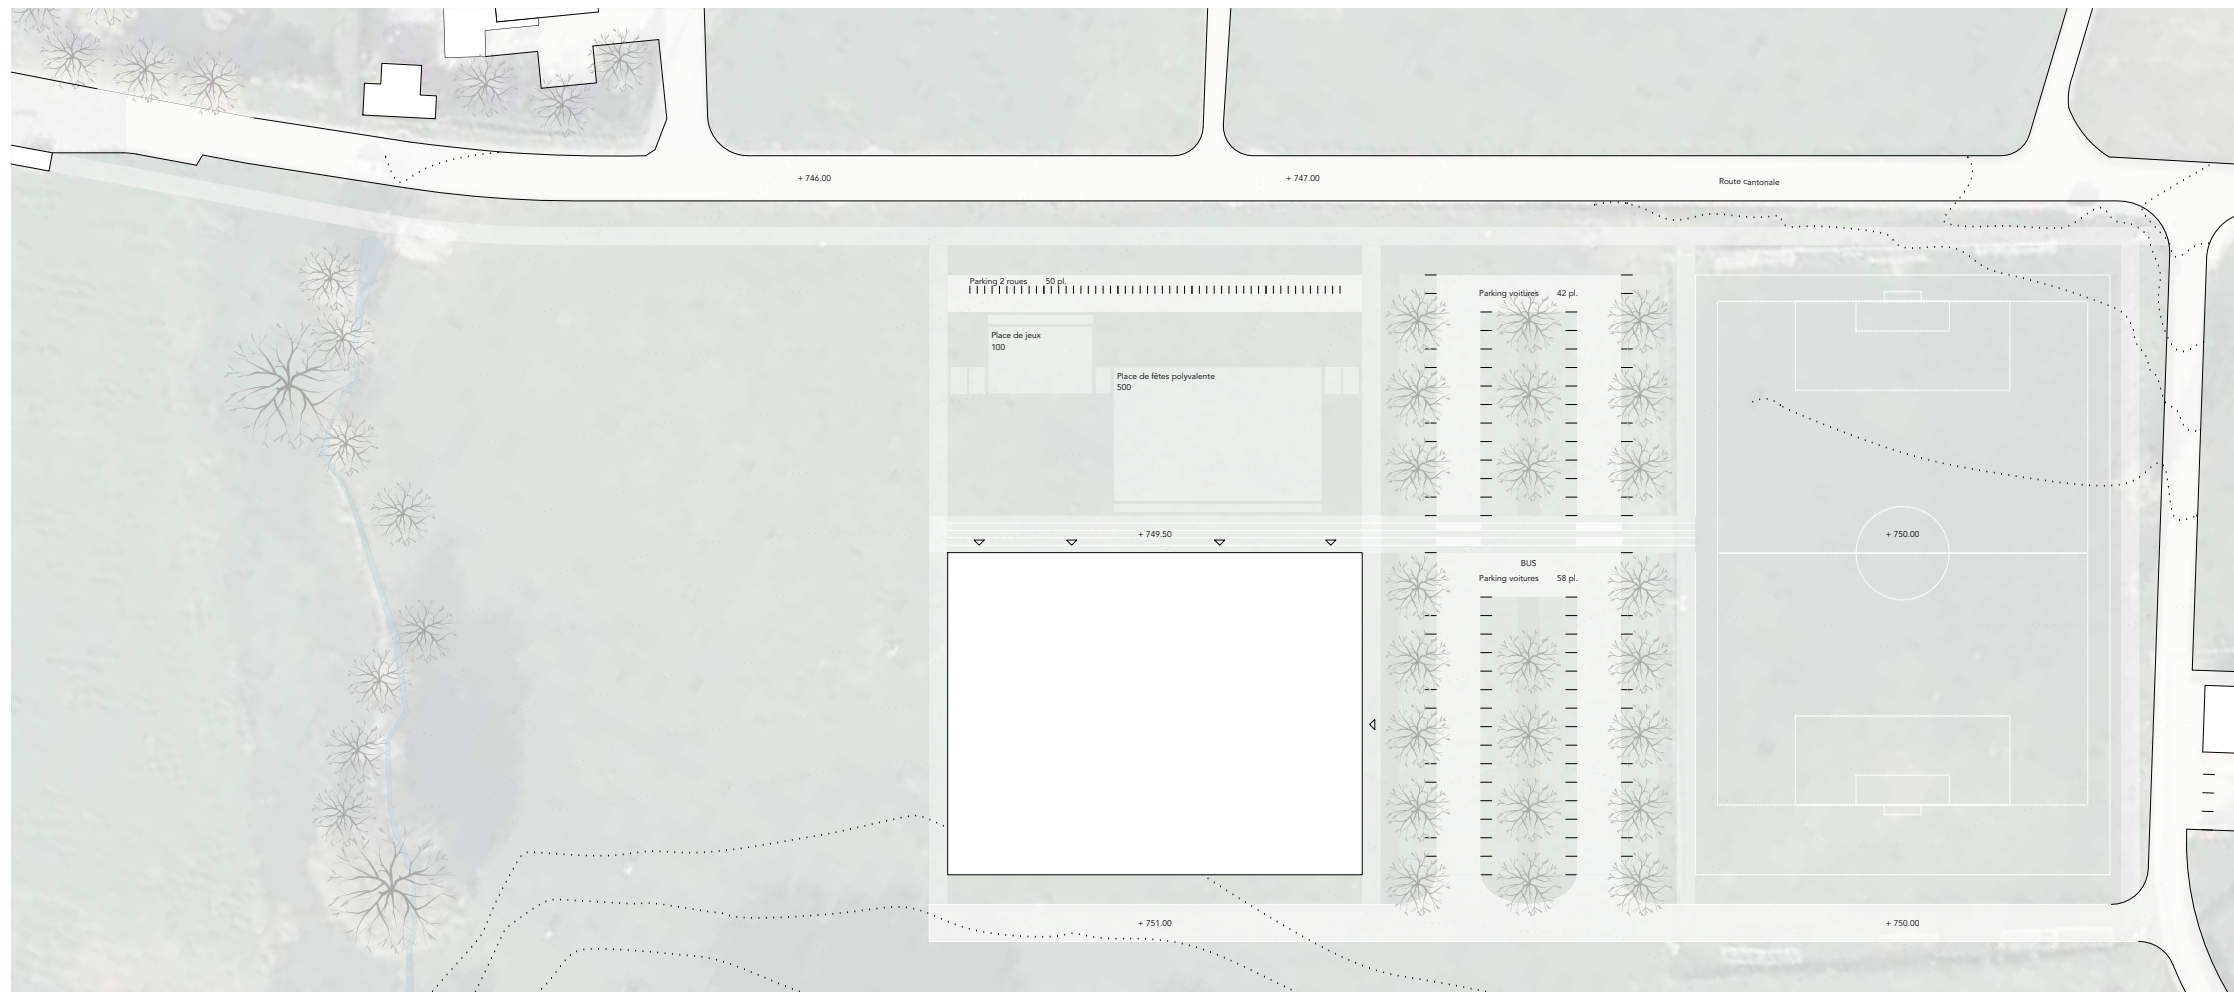 + 746.00
+ 747.00
Route cantonale
Parking 2 roues 50 pl.
Parking voitures 42 pl.
Place de jeux
100
Place de fêtes polyvalente
500
+ 749.50
+ 750.00
BUS
Parking voitures 58 pl.
+ 751.00
+ 750.00